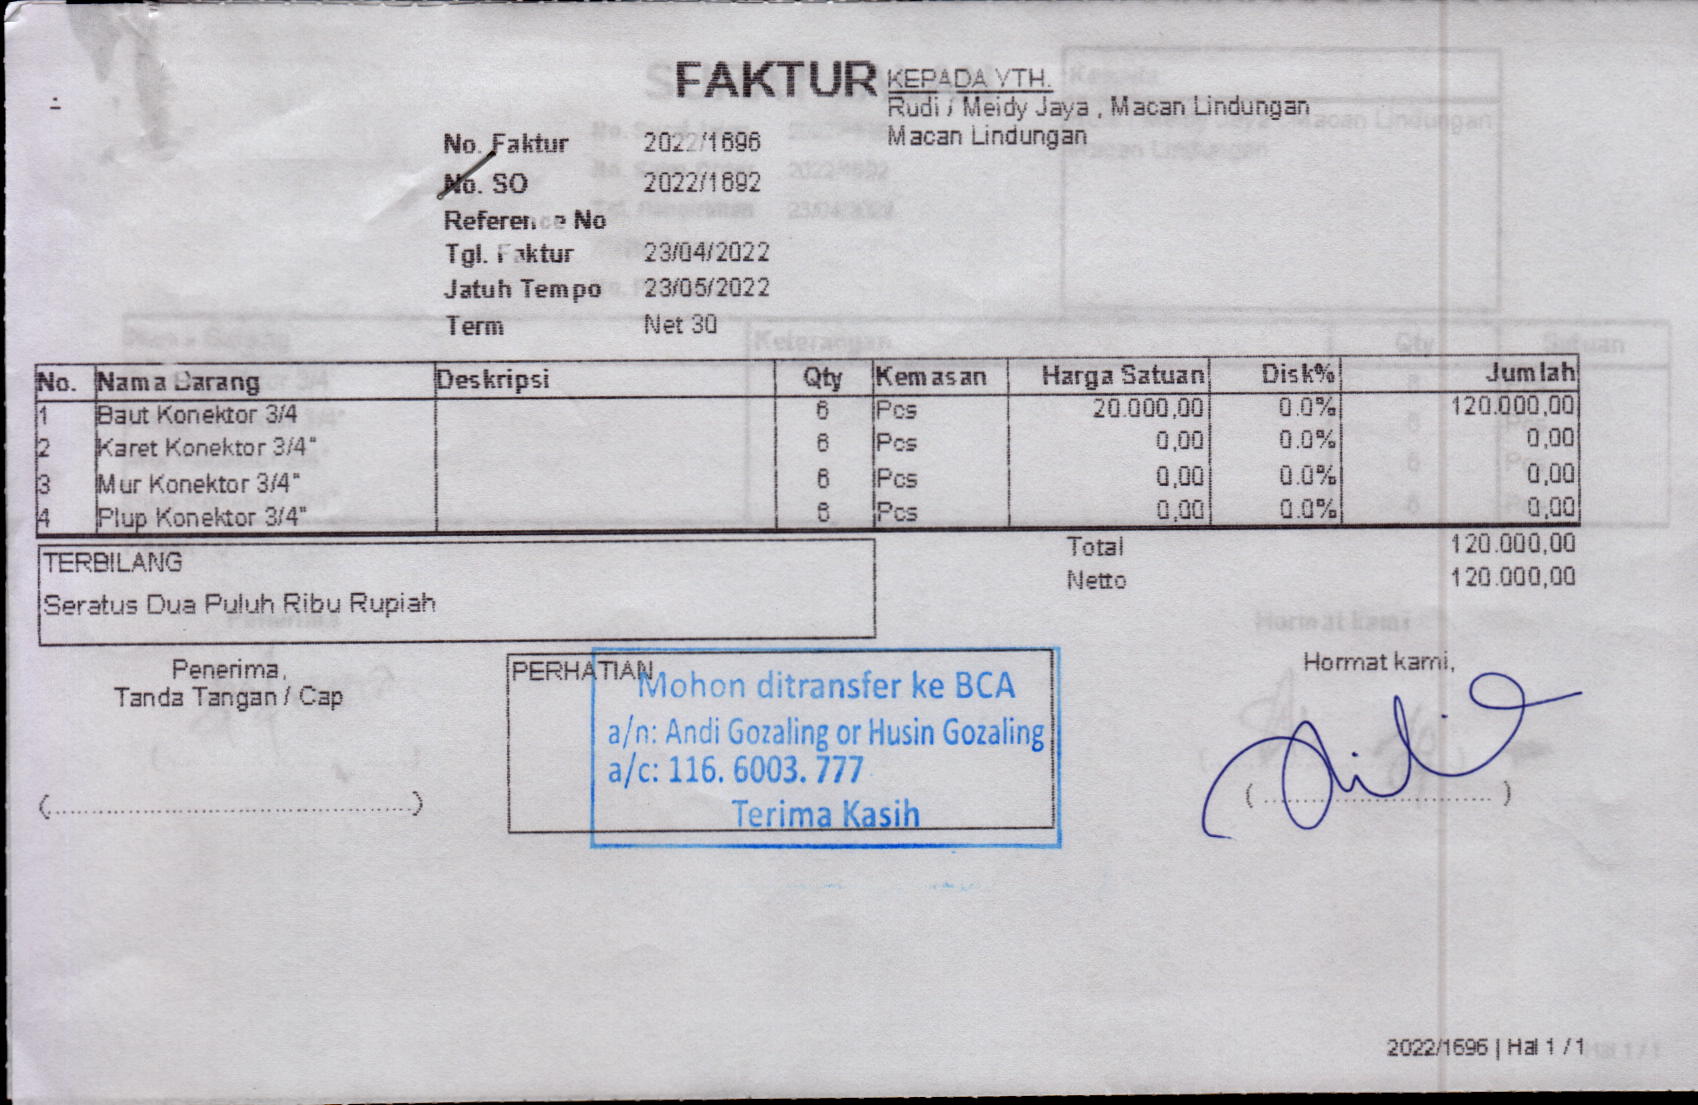 FAKTUR
KEPADA YTH.
Rudi / Meidy Jaya , Macan Lindungan
Macan Lindungan
No. Faktur 2022/1696
No. SO 2022/1692
Reference No
Tgl. Faktur 23/04/2022
Jatuh Tempo 23/05/2022
Term Net 30
No. Nama Barang Deskripsi Qty Kemasan Harga Satuan Disk% Jumlah
1 Baut Konektor 3/4 6 Pcs 20.000,00 0.0% 120.000,00
2 Karet Konektor 3/4" 6 Pcs 0,00 0.0% 0,00
3 Mur Konektor 3/4" 6 Pcs 0,00 0.0% 0,00
4 Plup Konektor 3/4" 6 Pcs 0,00 0.0% 0,00
Total 120.000,00
Netto 120.000,00
TERBILANG
Seratus Dua Puluh Ribu Rupiah
Penerima,
Tanda Tangan / Cap
(........................................)
PERHATIAN
Mohon ditransfer ke BCA
a/n: Andi Gozaling or Husin Gozaling
a/c: 116. 6003. 777
Terima Kasih
Hormat kami,
(..............................)
2022/1696 | Hal 1 / 1